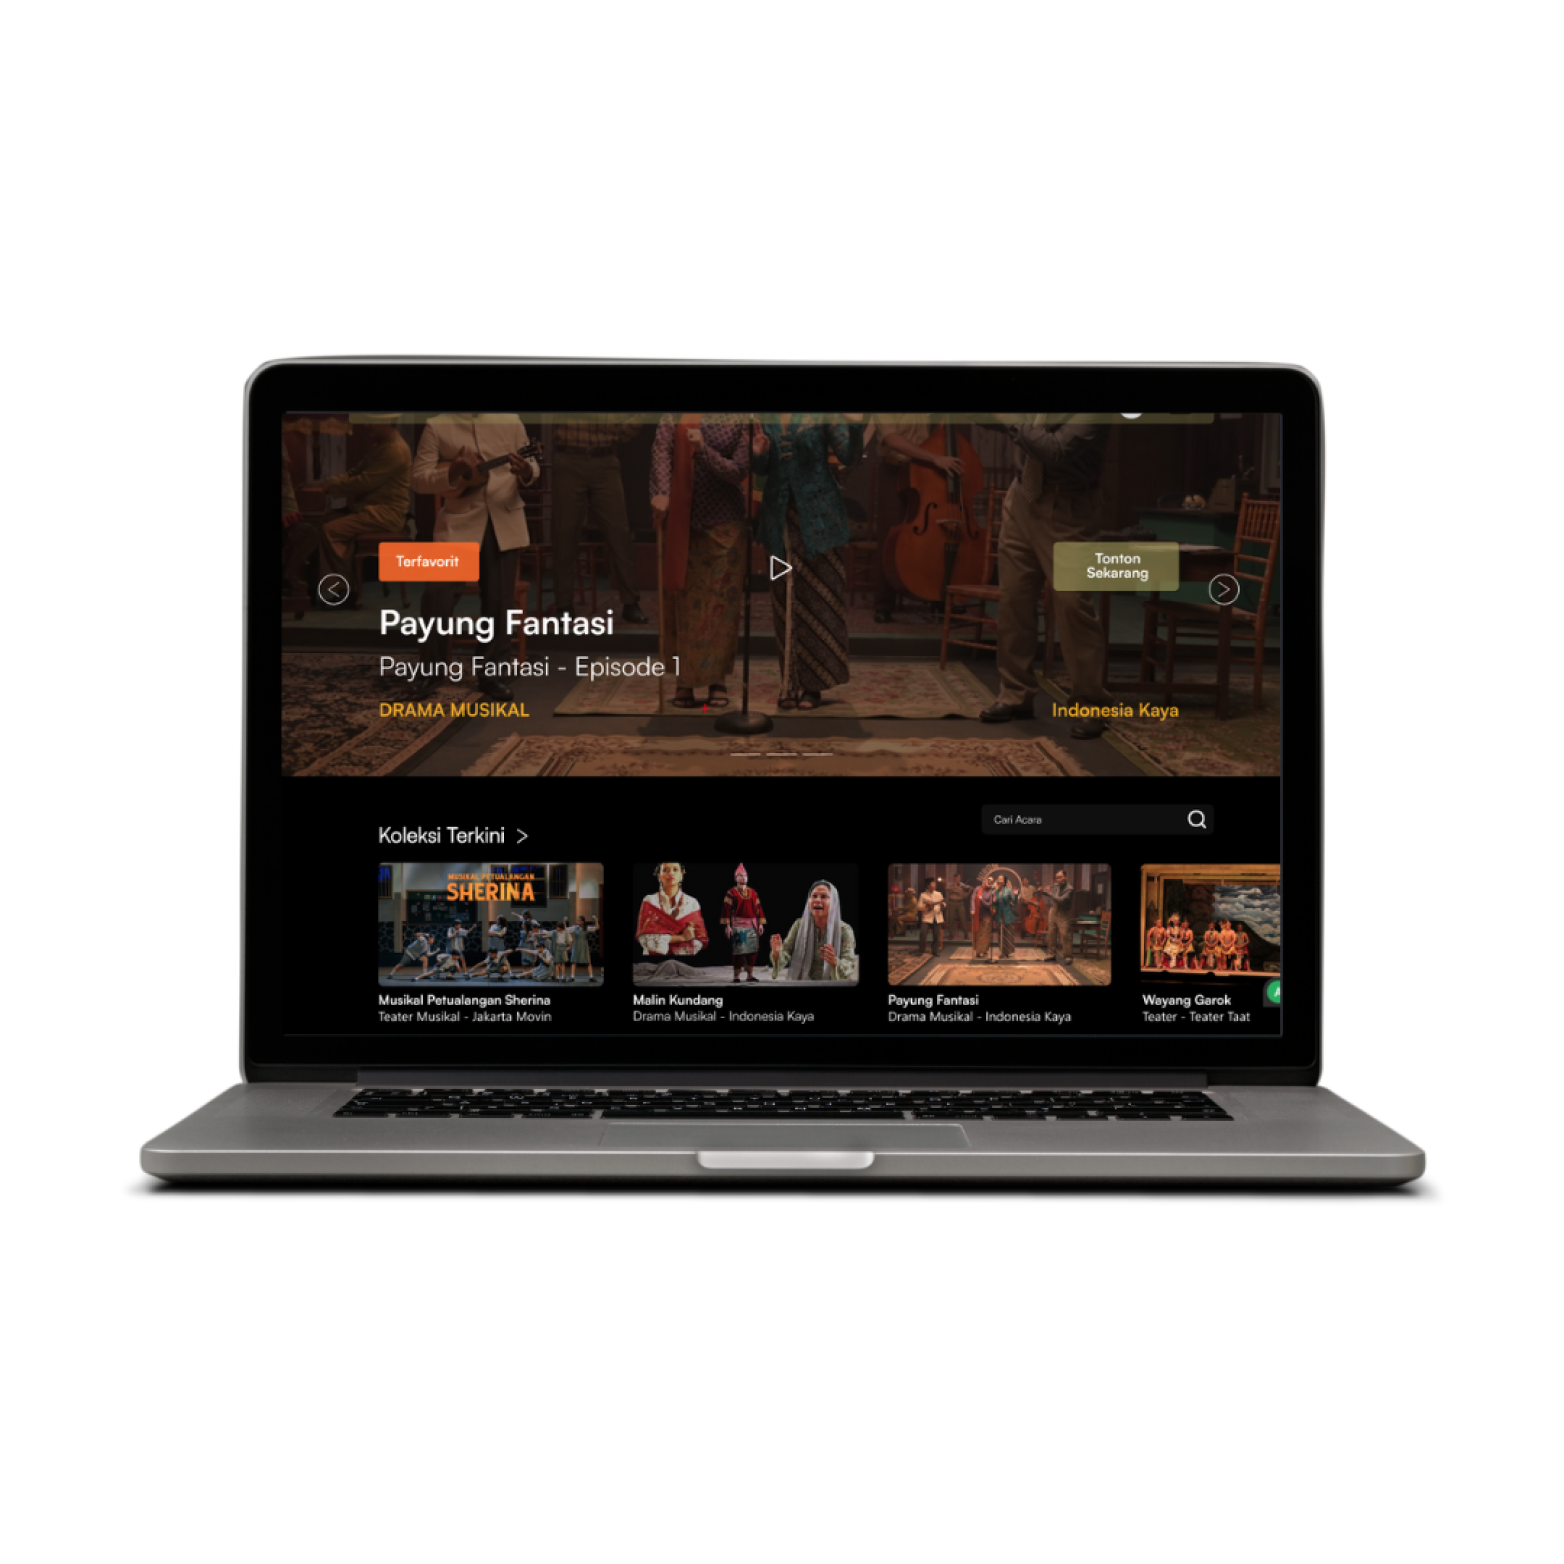 Terfavorit
Tonton
Sekarang
Payung Fantasi
Payung Fantasi - Episode 1
DRAMA MUSIKAL
Indonesia Kaya
Koleksi Terkini >
Cari Acara
MUSIKAL PETUALANGAN
SHERINA
Musikal Petualangan Sherina
Teater Musikal - Jakarta Movin
Malin Kundang
Drama Musikal - Indonesia Kaya
Payung Fantasi
Drama Musikal - Indonesia Kaya
Wayang Garok
Teater - Teater Taat